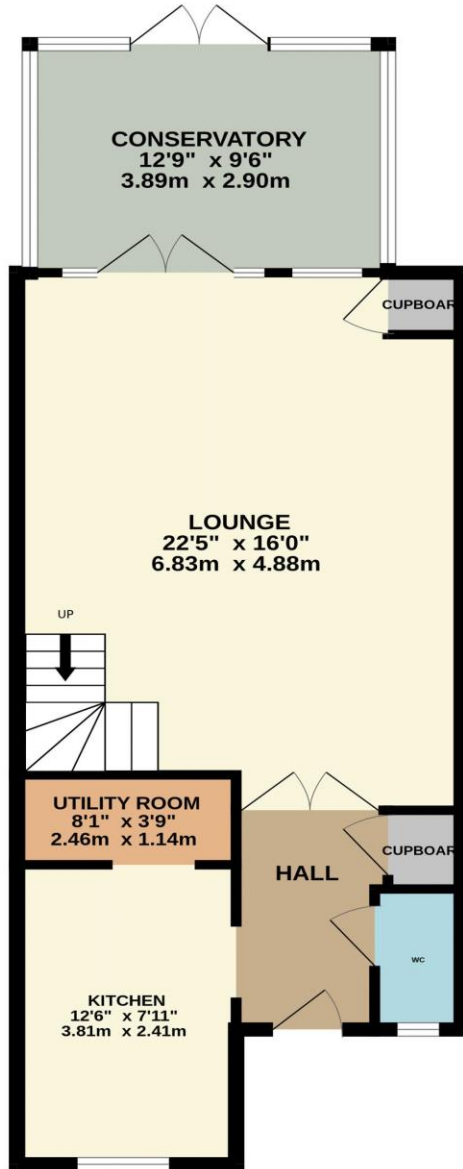 CONSERVATORY
12'9" x 9'6"
3.89m x 2.90m
CUPBOAR
LOUNGE
22'5" x 16'0"
6.83m x 4.88m
UP
UTILITY ROOM
8'1" x 3'9"
2.46m x 1.14m
CUPBOAR
HALL
WC
KITCHEN
12'6" x 7'11"
3.81m x 2.41m